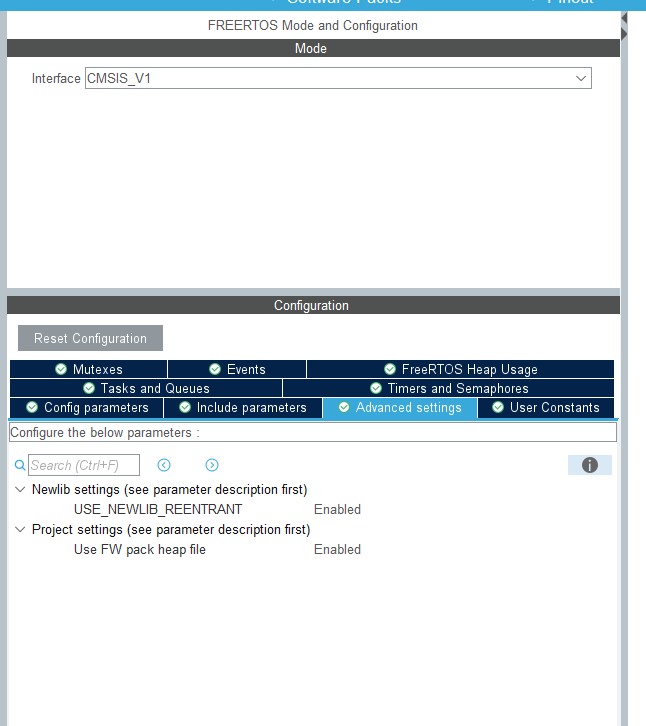 Software Packs Pinout
FREERTOS Mode and Configuration
Mode
Interface CMSIS_V1
Configuration
Reset Configuration
Mutexes Events FreeRTOS Heap Usage
Tasks and Queues Timers and Semaphores
Config parameters Include parameters Advanced settings User Constants
Configure the below parameters :
Search (Ctrl+F)
Newlib settings (see parameter description first)
USE_NEWLIB_REENTRANT Enabled
Project settings (see parameter description first)
Use FW pack heap file Enabled